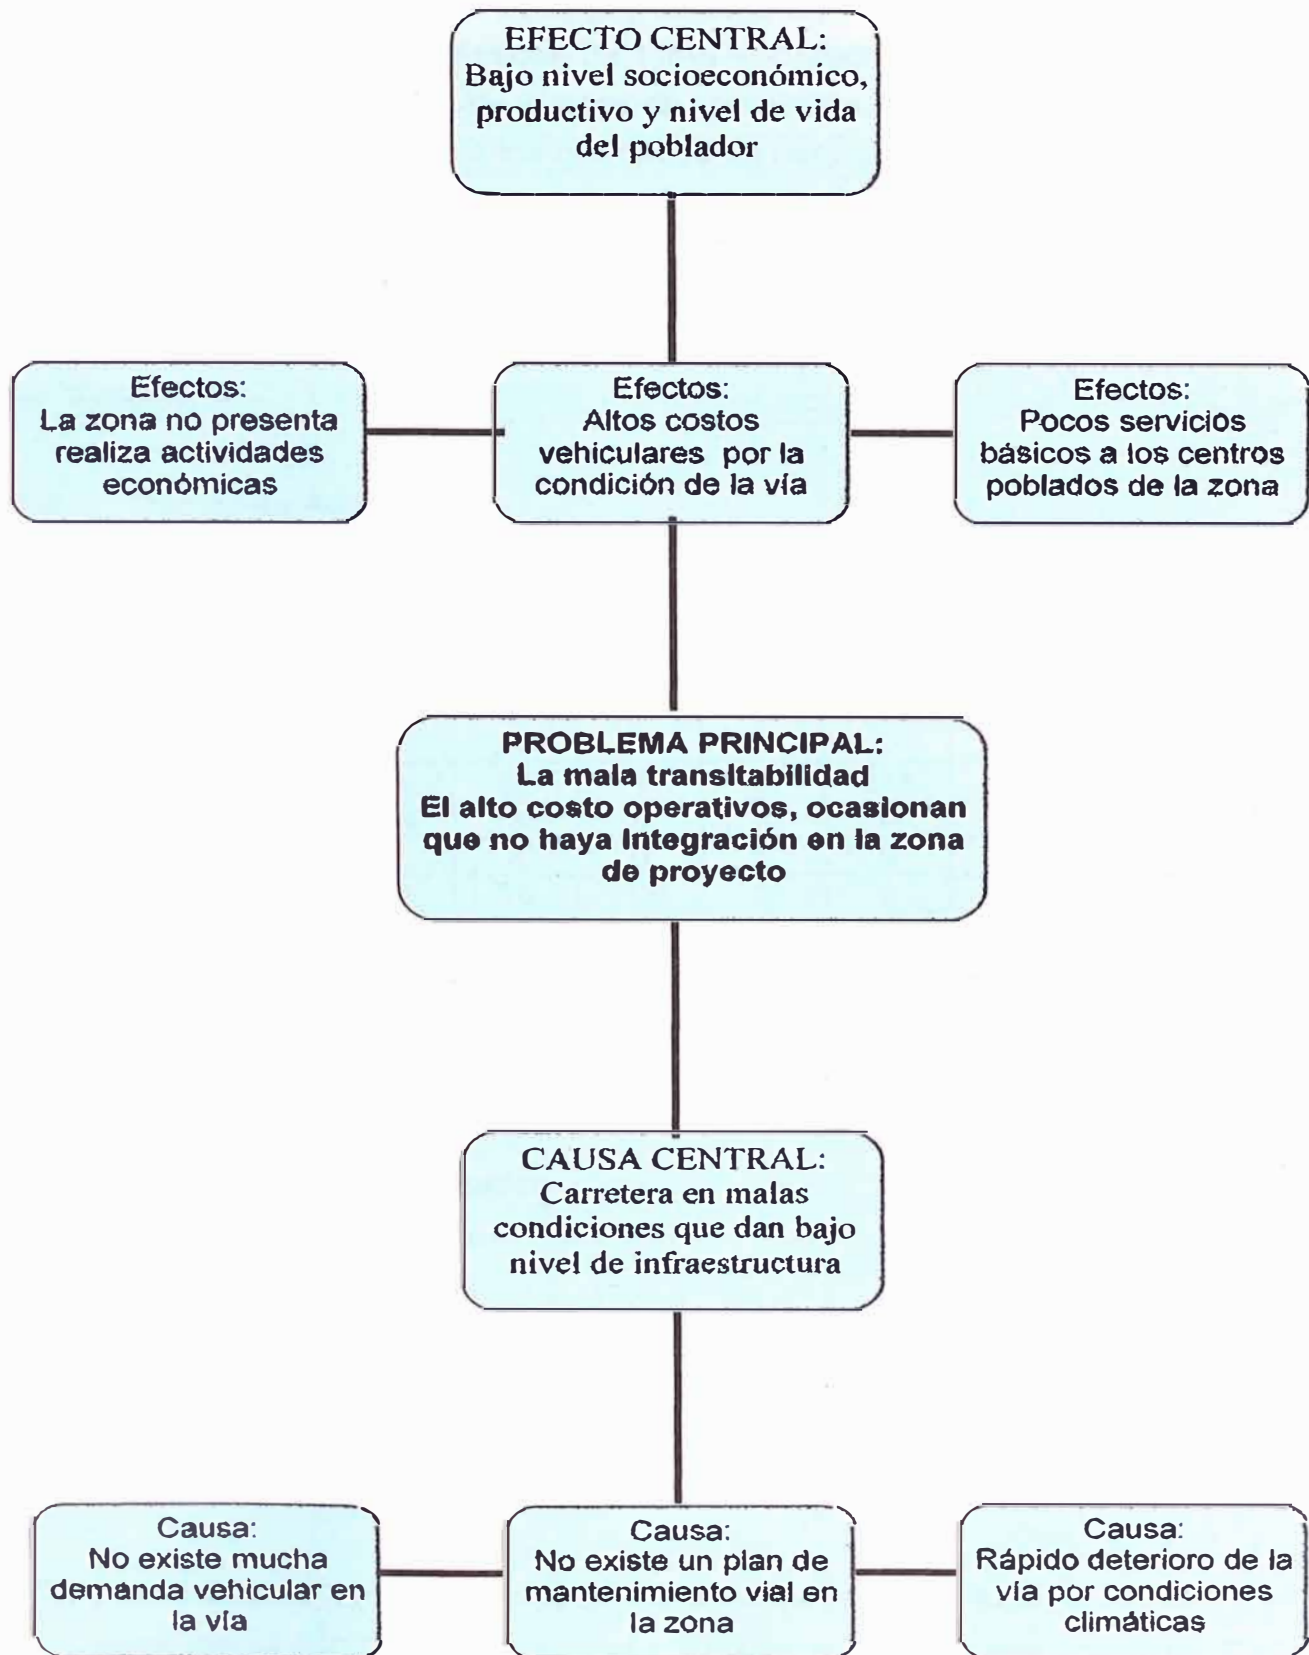 EFECTO CENTRAL:
Bajo nivel socioeconómico,
productivo y nivel de vida
del poblador
Efectos:
La zona no presenta
realiza actividades
económicas
Efectos:
Altos costos
vehiculares por la
condición de la vía
Efectos:
Pocos servicios
básicos a los centros
poblados de la zona
PROBLEMA PRINCIPAL:
La mala transitabilidad
El alto costo operativos, ocasionan
que no haya integración en la zona
de proyecto
CAUSA CENTRAL:
Carretera en malas
condiciones que dan bajo
nivel de infraestructura
Causa:
No existe mucha
demanda vehicular en
la vía
Causa:
No existe un plan de
mantenimiento vial en
la zona
Causa:
Rápido deterioro de la
vía por condiciones
climáticas